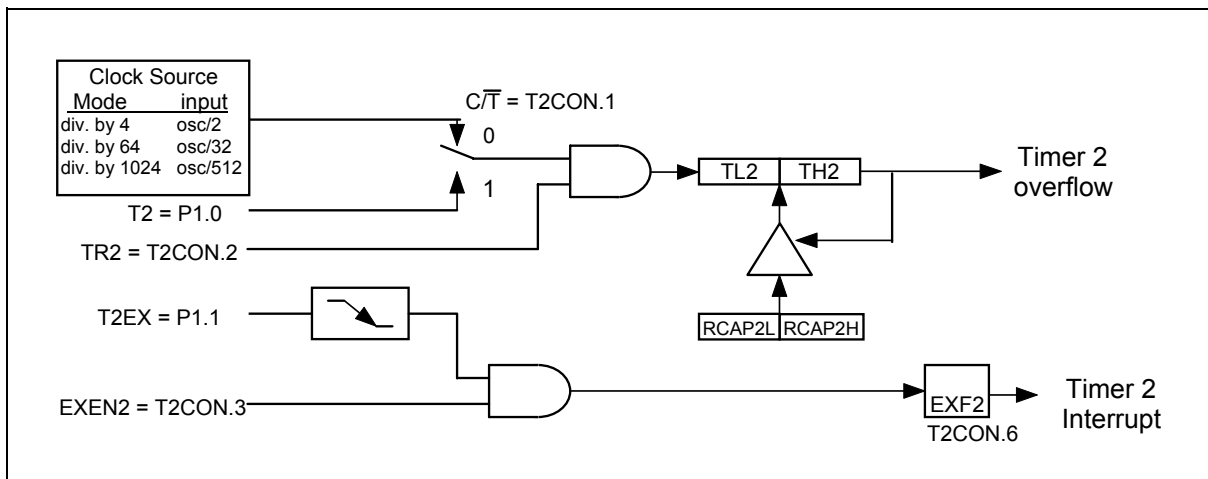 Clock Source
Mode input
div. by 4 osc/2
div. by 64 osc/32
div. by 1024 osc/512
C/T̅ = T2CON.1
0
1
T2 = P1.0
TR2 = T2CON.2
TL2 TH2
Timer 2
overflow
T2EX = P1.1
RCAP2L RCAP2H
EXEN2 = T2CON.3
EXF2
T2CON.6
Timer 2
Interrupt